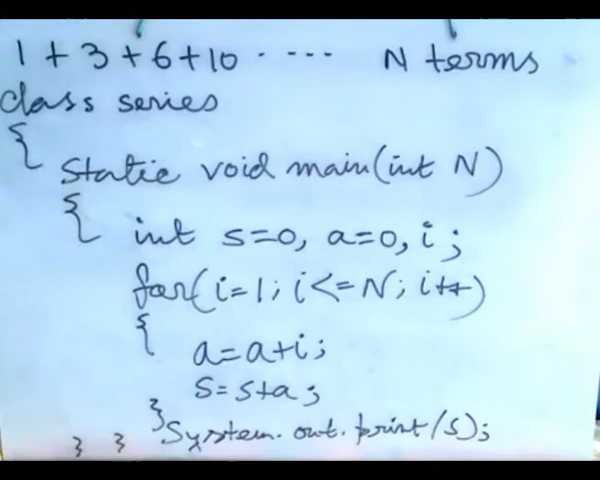 1 + 3 + 6 + 10 . .... N terms
class series
{
static void main(int N)
{ int s=0, a=0, i;
for(i=1; i<=N; i++)
{
a=a+i;
s=s+a;
}
System.out.print(s);
} }